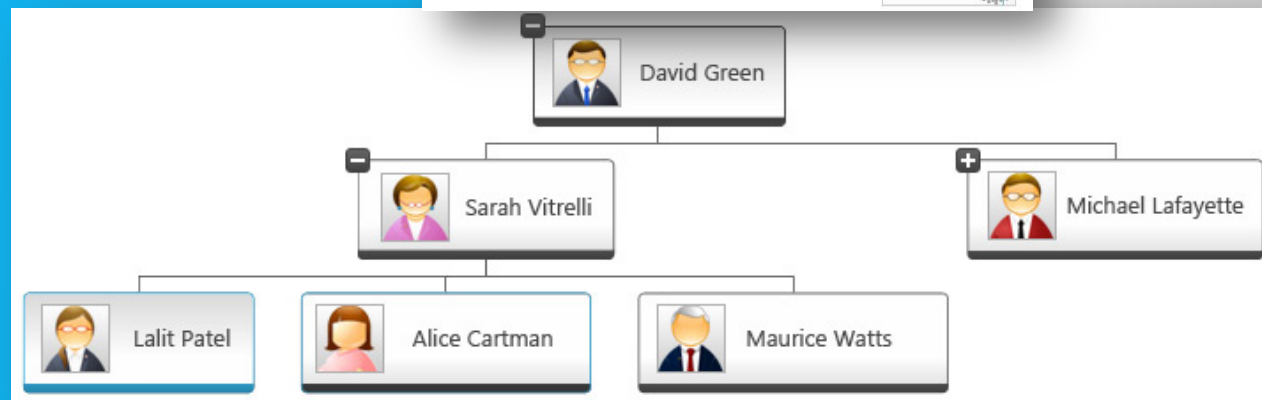 David Green
Sarah Vitrelli
Michael Lafayette
Lalit Patel
Alice Cartman
Maurice Watts